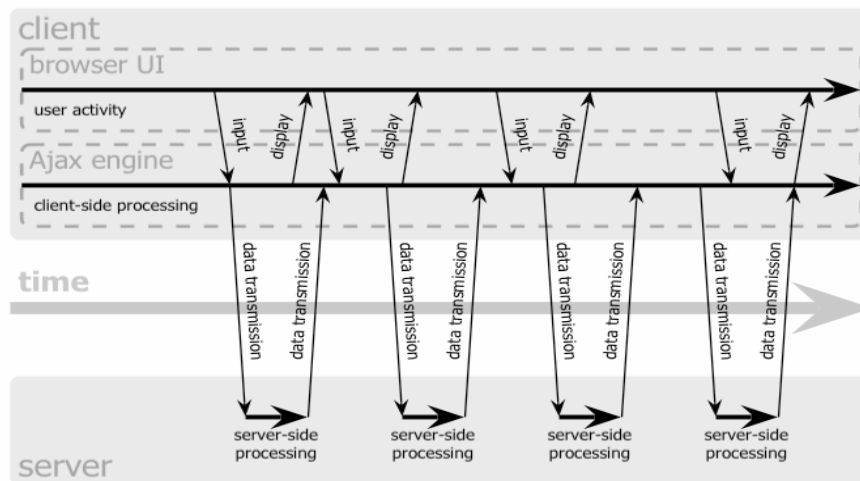 client
browser UI
user activity
input
display
input
display
input
display
input
display
Ajax engine
client-side processing
data transmission
data transmission
data transmission
data transmission
data transmission
data transmission
data transmission
data transmission
time
server-side
processing
server-side
processing
server-side
processing
server-side
processing
server